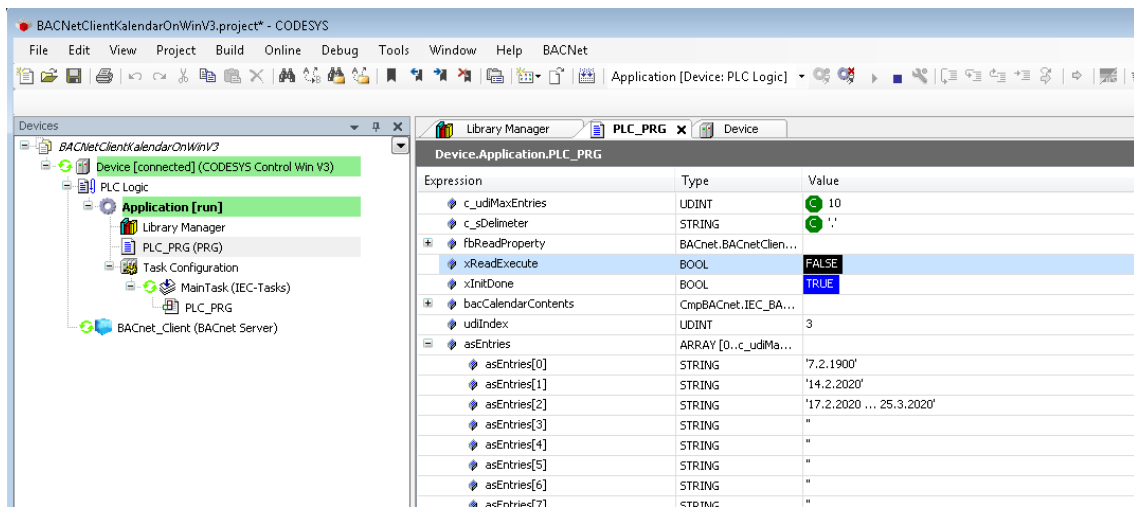 BACNetClientKalendarOnWinV3.project* - CODESYS
File Edit View Project Build Online Debug Tools Window Help BACNet
Application [Device: PLC Logic]
Devices
BACNetClientKalendarOnWinV3
Device [connected] (CODESYS Control Win V3)
PLC Logic
Application [run]
Library Manager
PLC_PRG (PRG)
Task Configuration
MainTask (IEC-Tasks)
PLC_PRG
BACnet_Client (BACnet Server)
Library Manager PLC_PRG X Device
Device.Application.PLC_PRG
Expression Type Value
c_udiMaxEntries UDINT C 10
c_sDelimeter STRING C '.'
fbReadProperty BACnet.BACnetClien...
xReadExecute BOOL FALSE
xInitDone BOOL TRUE
bacCalendarContents CmpBACnet.IEC_BA...
udiIndex UDINT 3
asEntries ARRAY [0..c_udiMa...
asEntries[0] STRING '7.2.1900'
asEntries[1] STRING '14.2.2020'
asEntries[2] STRING '17.2.2020 ... 25.3.2020'
asEntries[3] STRING ''
asEntries[4] STRING ''
asEntries[5] STRING ''
asEntries[6] STRING ''
asEntries[7] STRING ''